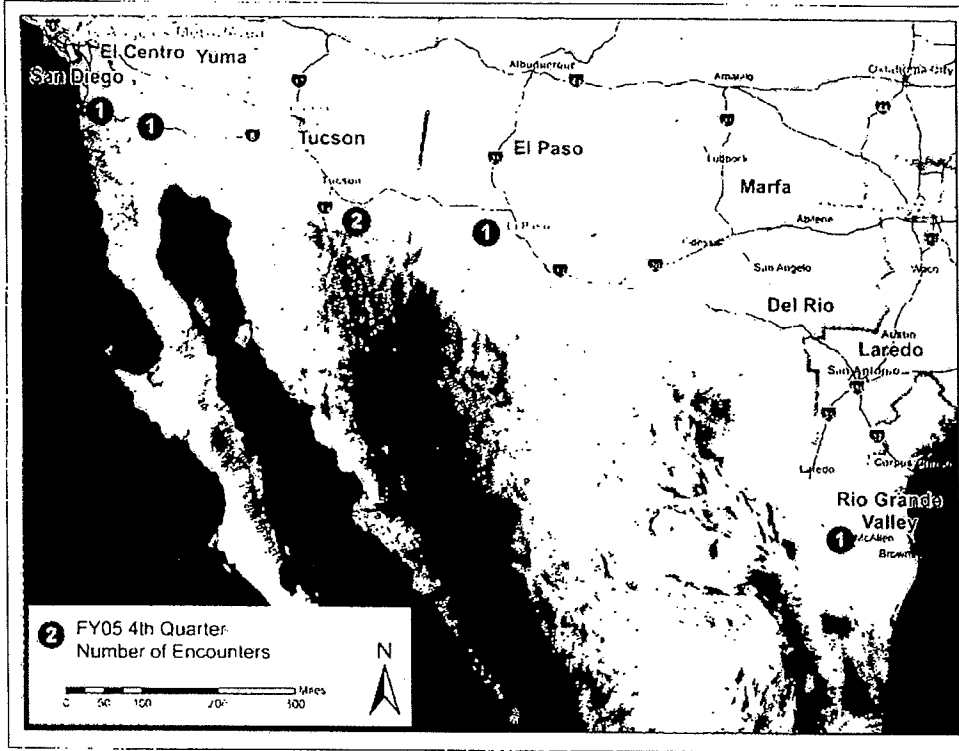 El Centro Yuma
San Diego
1
1
Albuquerque
Amarillo
Oklahoma City
Tucson
El Paso
Lubbock
Marfa
Tucson
2
1
El Paso
Abilene
Odessa
San Angelo
Waco
Del Rio
Austin
Laredo
San Antonio
Laredo
Corpus Christi
Rio Grande
Valley
1
McAllen
Browns
2 FY05 4th Quarter
Number of Encounters
N
Miles
0 50 100 200 300